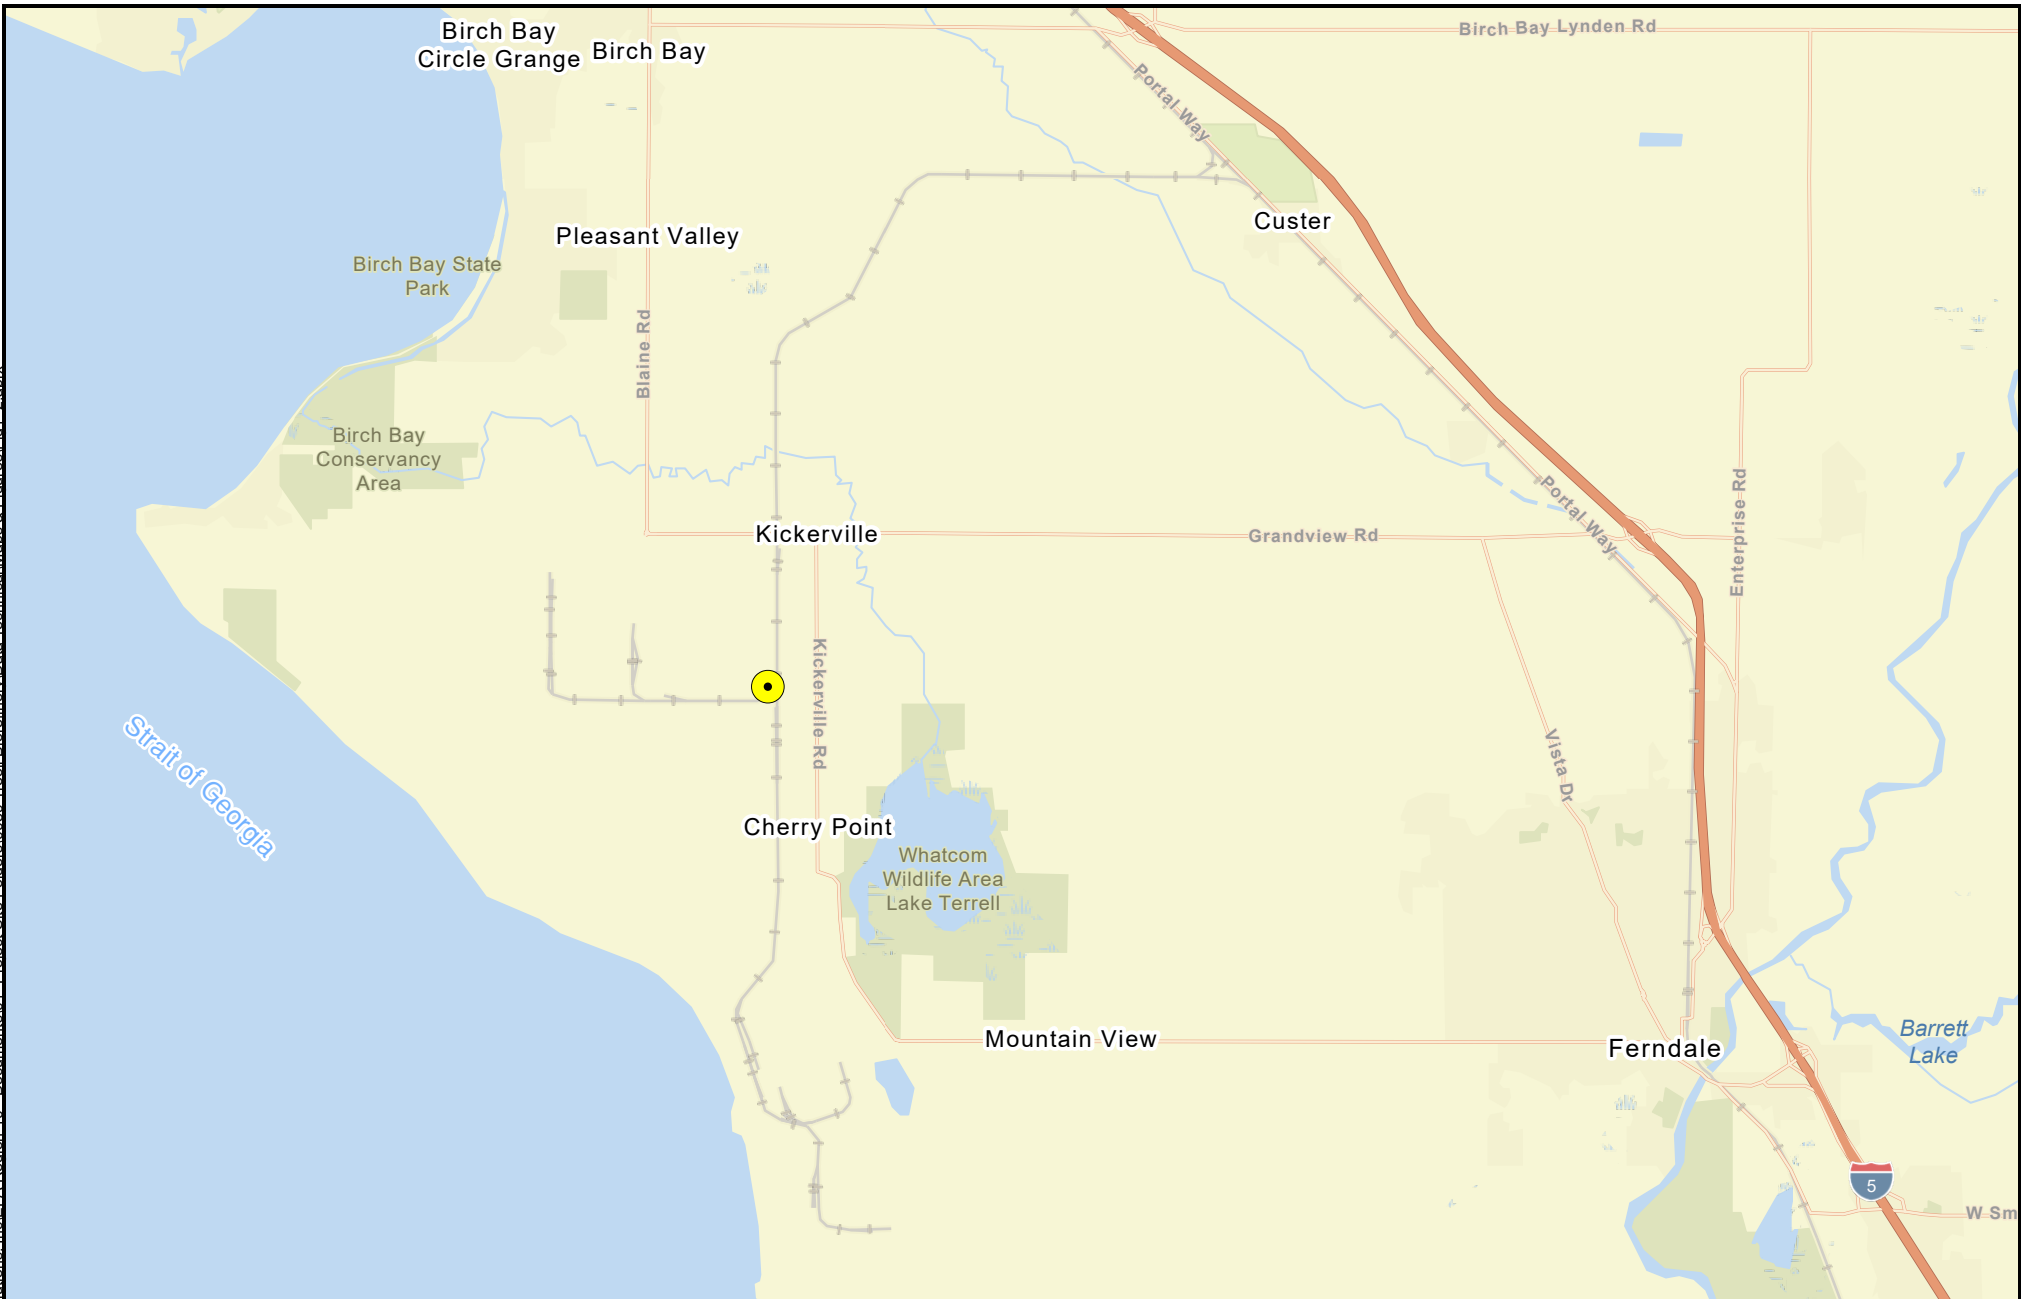 Birch Bay
Circle Grange
Birch Bay
Birch Bay Lynden Rd
Portal Way
Custer
Pleasant Valley
Birch Bay State
Park
Blaine Rd
Birch Bay
Conservancy
Area
Kickerville
Grandview Rd
Portal Way
Enterprise Rd
Kickerville Rd
Strait of Georgia
Vista Dr
Cherry Point
Whatcom
Wildlife Area
Lake Terrell
Mountain View
Ferndale
Barrett
Lake
5
W Sm